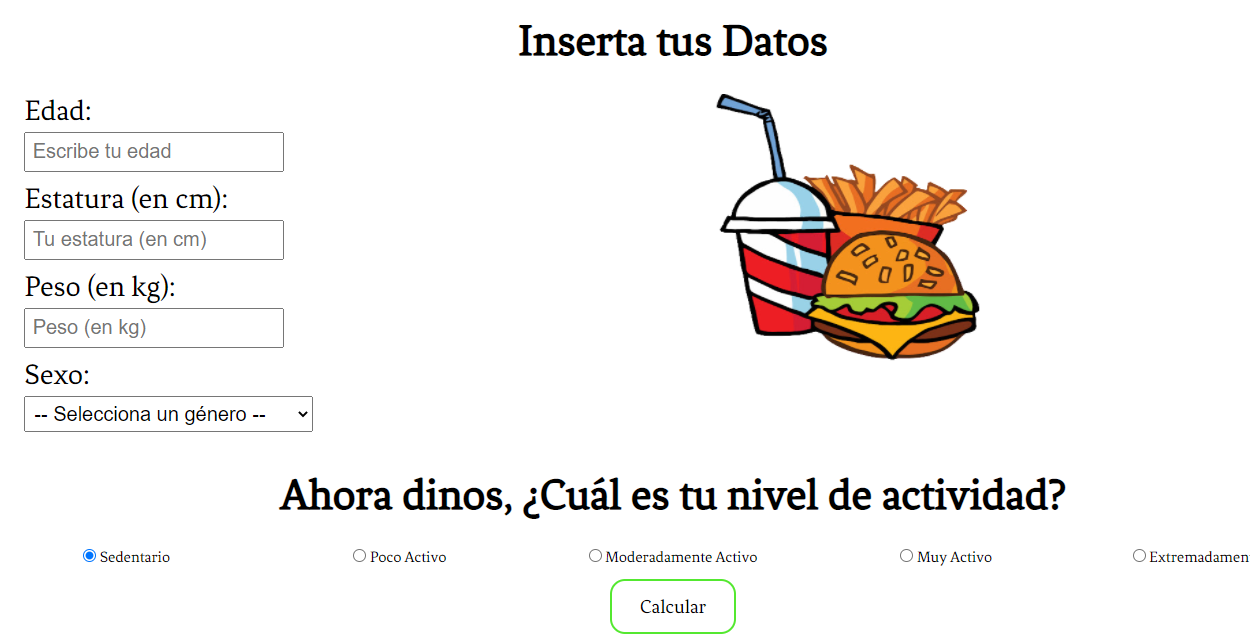 Inserta tus Datos
Edad:
Escribe tu edad
Estatura (en cm):
Tu estatura (en cm)
Peso (en kg):
Peso (en kg)
Sexo:
-- Selecciona un género --
Ahora dinos, ¿Cuál es tu nivel de actividad?
Sedentario Poco Activo Moderadamente Activo Muy Activo Extremadamen
Calcular